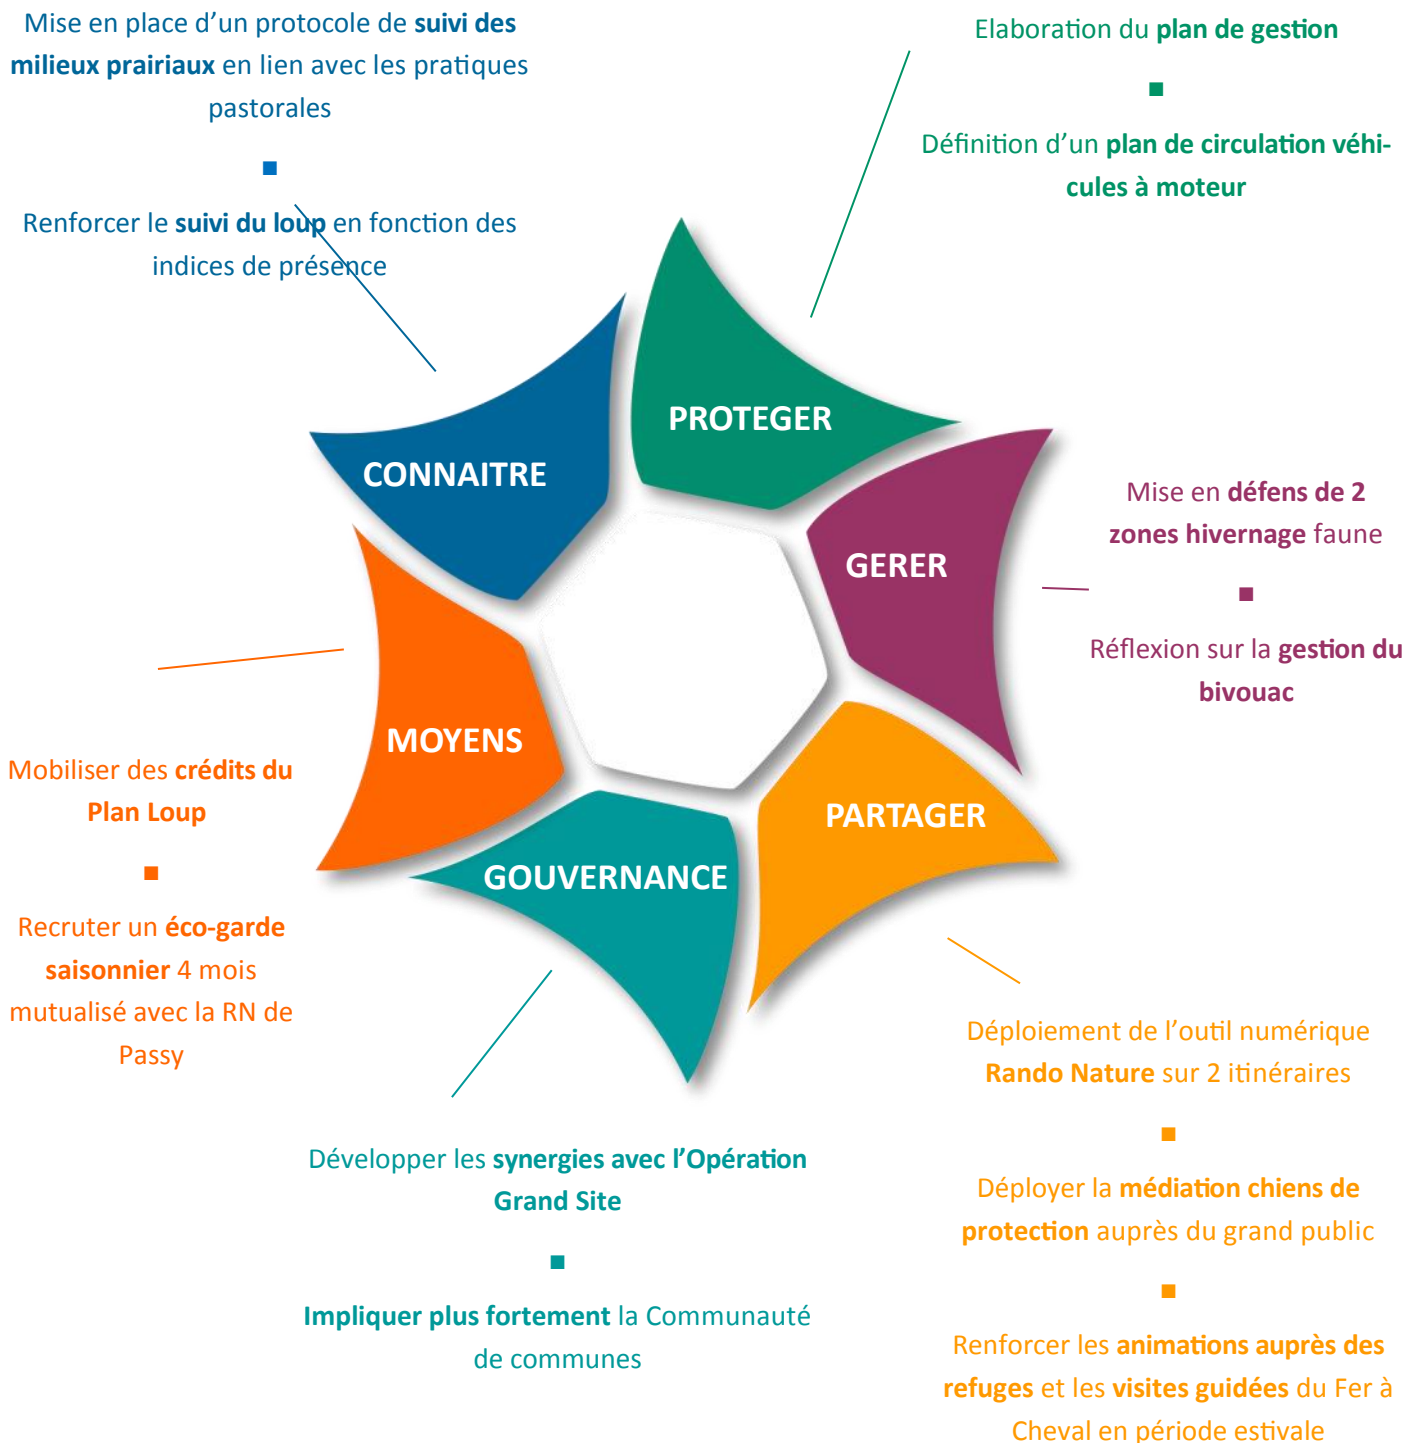 Mise en place d’un protocole de suivi des
milieux prairiaux en lien avec les pratiques
pastorales
■
Renforcer le suivi du loup en fonction des
indices de présence
Elaboration du plan de gestion
■
Définition d’un plan de circulation véhi-
cules à moteur
PROTEGER
CONNAITRE
Mise en défens de 2
zones hivernage faune
■
Réflexion sur la gestion du
bivouac
GERER
MOYENS
Mobiliser des crédits du
Plan Loup
■
Recruter un éco-garde
saisonnier 4 mois
mutualisé avec la RN de
Passy
PARTAGER
GOUVERNANCE
Déploiement de l’outil numérique
Rando Nature sur 2 itinéraires
■
Déployer la médiation chiens de
protection auprès du grand public
■
Renforcer les animations auprès des
refuges et les visites guidées du Fer à
Cheval en période estivale
Développer les synergies avec l’Opération
Grand Site
■
Impliquer plus fortement la Communauté
de communes